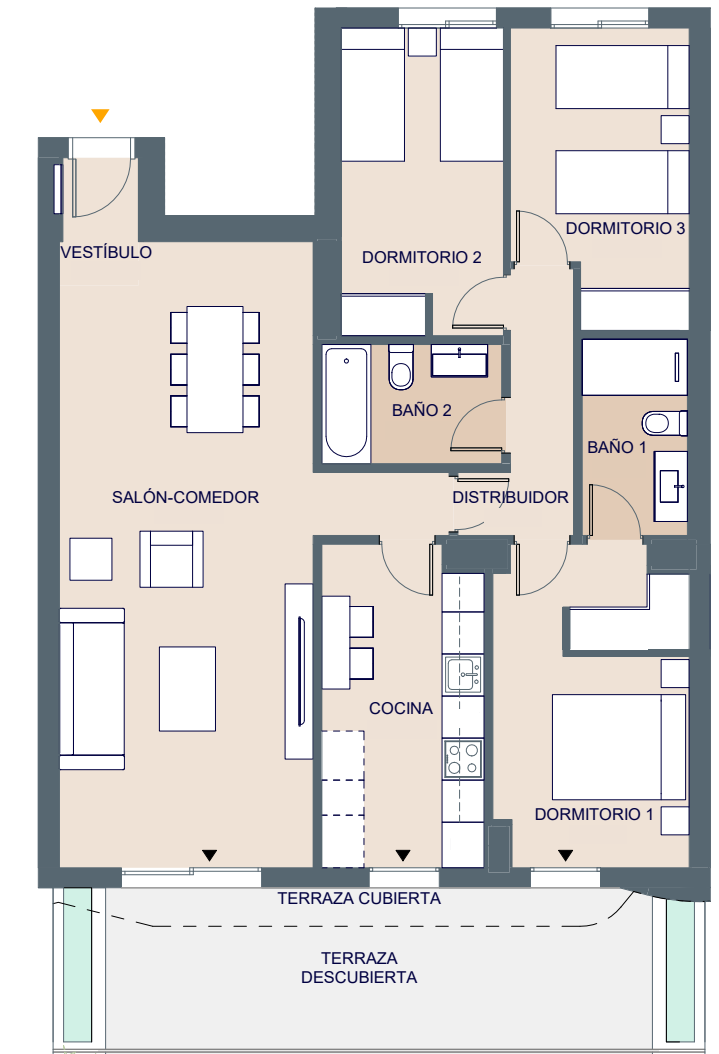 DORMITORIO 3
VESTÍBULO
DORMITORIO 2
BAÑO 2
BAÑO 1
SALÓN-COMEDOR
DISTRIBUIDOR
COCINA
DORMITORIO 1
TERRAZA CUBIERTA
TERRAZA
DESCUBIERTA